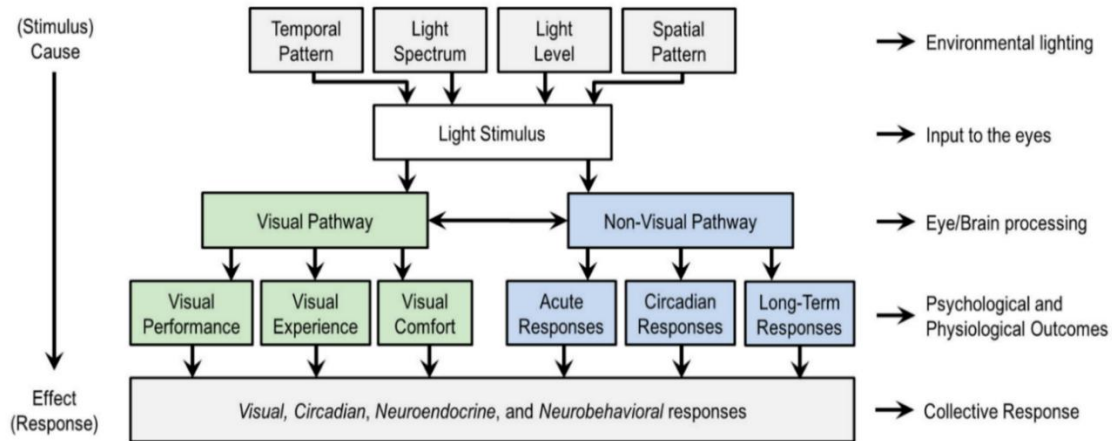 (Stimulus)
Cause
Temporal
Pattern
Light
Spectrum
Light
Level
Spatial
Pattern
Environmental lighting
Light Stimulus
Input to the eyes
Visual Pathway
Non-Visual Pathway
Eye/Brain processing
Visual
Performance
Visual
Experience
Visual
Comfort
Acute
Responses
Circadian
Responses
Long-Term
Responses
Psychological and
Physiological Outcomes
Effect
(Response)
Visual, Circadian, Neuroendocrine, and Neurobehavioral responses
Collective Response